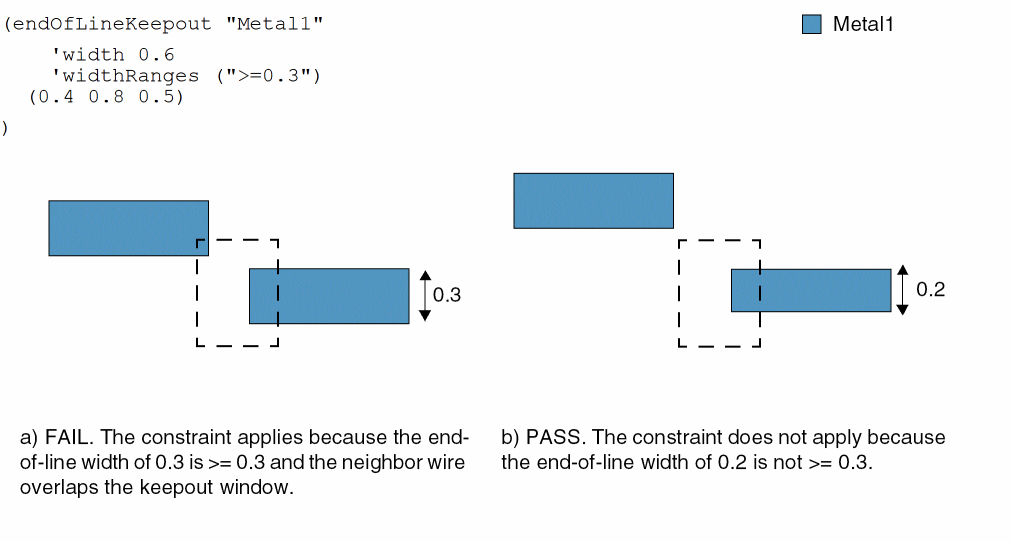 (endOfLineKeepout "Metal1"
'width 0.6
'widthRanges (">=0.3")
(0.4 0.8 0.5)
)
Metal1
0.3
0.2
a) FAIL. The constraint applies because the end-
of-line width of 0.3 is >= 0.3 and the neighbor wire
overlaps the keepout window.
b) PASS. The constraint does not apply because
the end-of-line width of 0.2 is not >= 0.3.